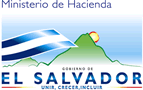 Ministerio de Hacienda
GOBIERNO DE
EL SALVADOR
UNIR, CRECER, INCLUIR